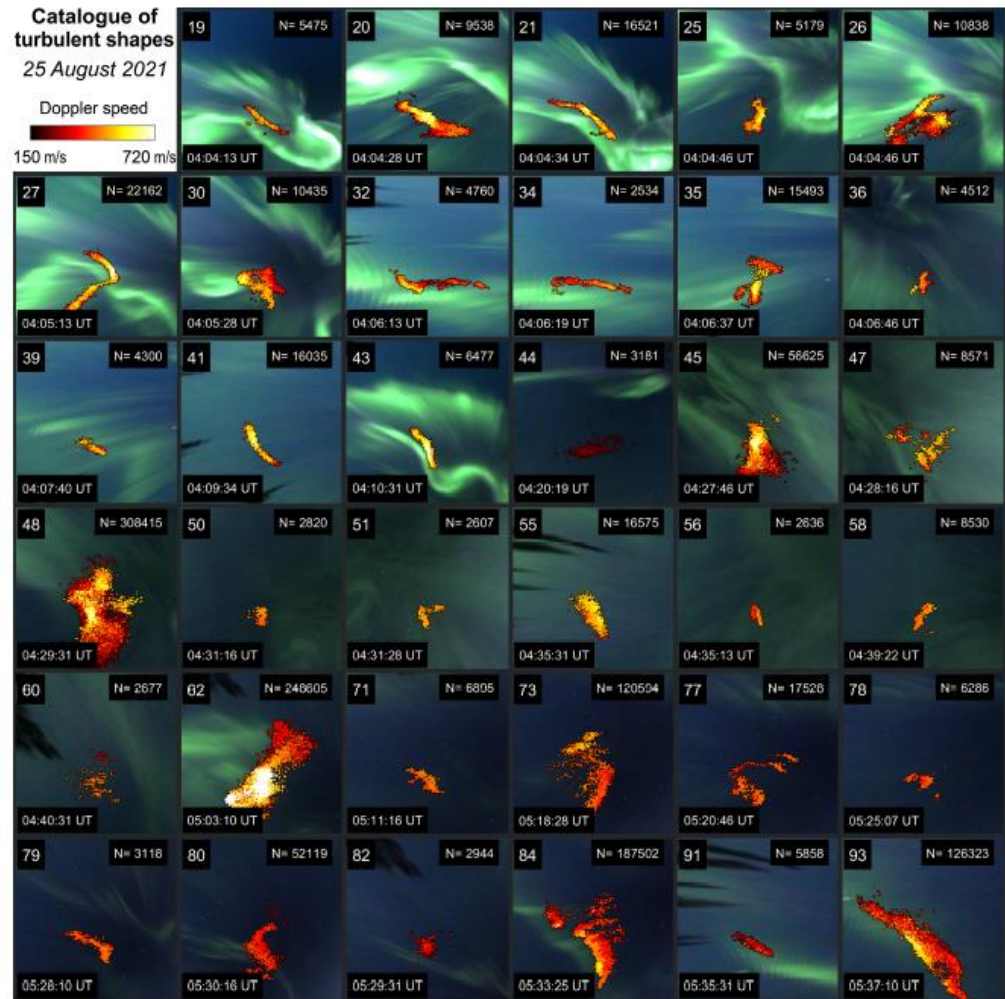 Catalogue of
turbulent shapes
25 August 2021
Doppler speed
150 m/s 720 m/s
19 N= 5475
04:04:13 UT
20 N= 9538
04:04:28 UT
21 N= 16521
04:04:34 UT
25 N= 5179
04:04:46 UT
26 N= 10838
04:04:46 UT
27 N= 22162
04:05:13 UT
30 N= 10435
04:05:28 UT
32 N= 4760
04:06:13 UT
34 N= 2534
04:06:19 UT
35 N= 15493
04:06:37 UT
36 N= 4512
04:06:46 UT
39 N= 4300
04:07:40 UT
41 N= 16035
04:09:34 UT
43 N= 6477
04:10:31 UT
44 N= 3181
04:20:19 UT
45 N= 56625
04:27:46 UT
47 N= 8571
04:28:16 UT
48 N= 308415
04:29:31 UT
50 N= 2820
04:31:16 UT
51 N= 2607
04:31:28 UT
55 N= 16575
04:35:31 UT
56 N= 2636
04:35:13 UT
58 N= 8530
04:39:22 UT
60 N= 2677
04:40:31 UT
62 N= 248605
05:03:10 UT
71 N= 6895
05:11:16 UT
73 N= 120594
05:18:28 UT
77 N= 17528
05:20:46 UT
78 N= 6286
05:25:07 UT
79 N= 3118
05:28:10 UT
80 N= 52119
05:30:16 UT
82 N= 2944
05:29:31 UT
84 N= 187502
05:33:25 UT
91 N= 5858
05:35:31 UT
93 N= 126323
05:37:10 UT